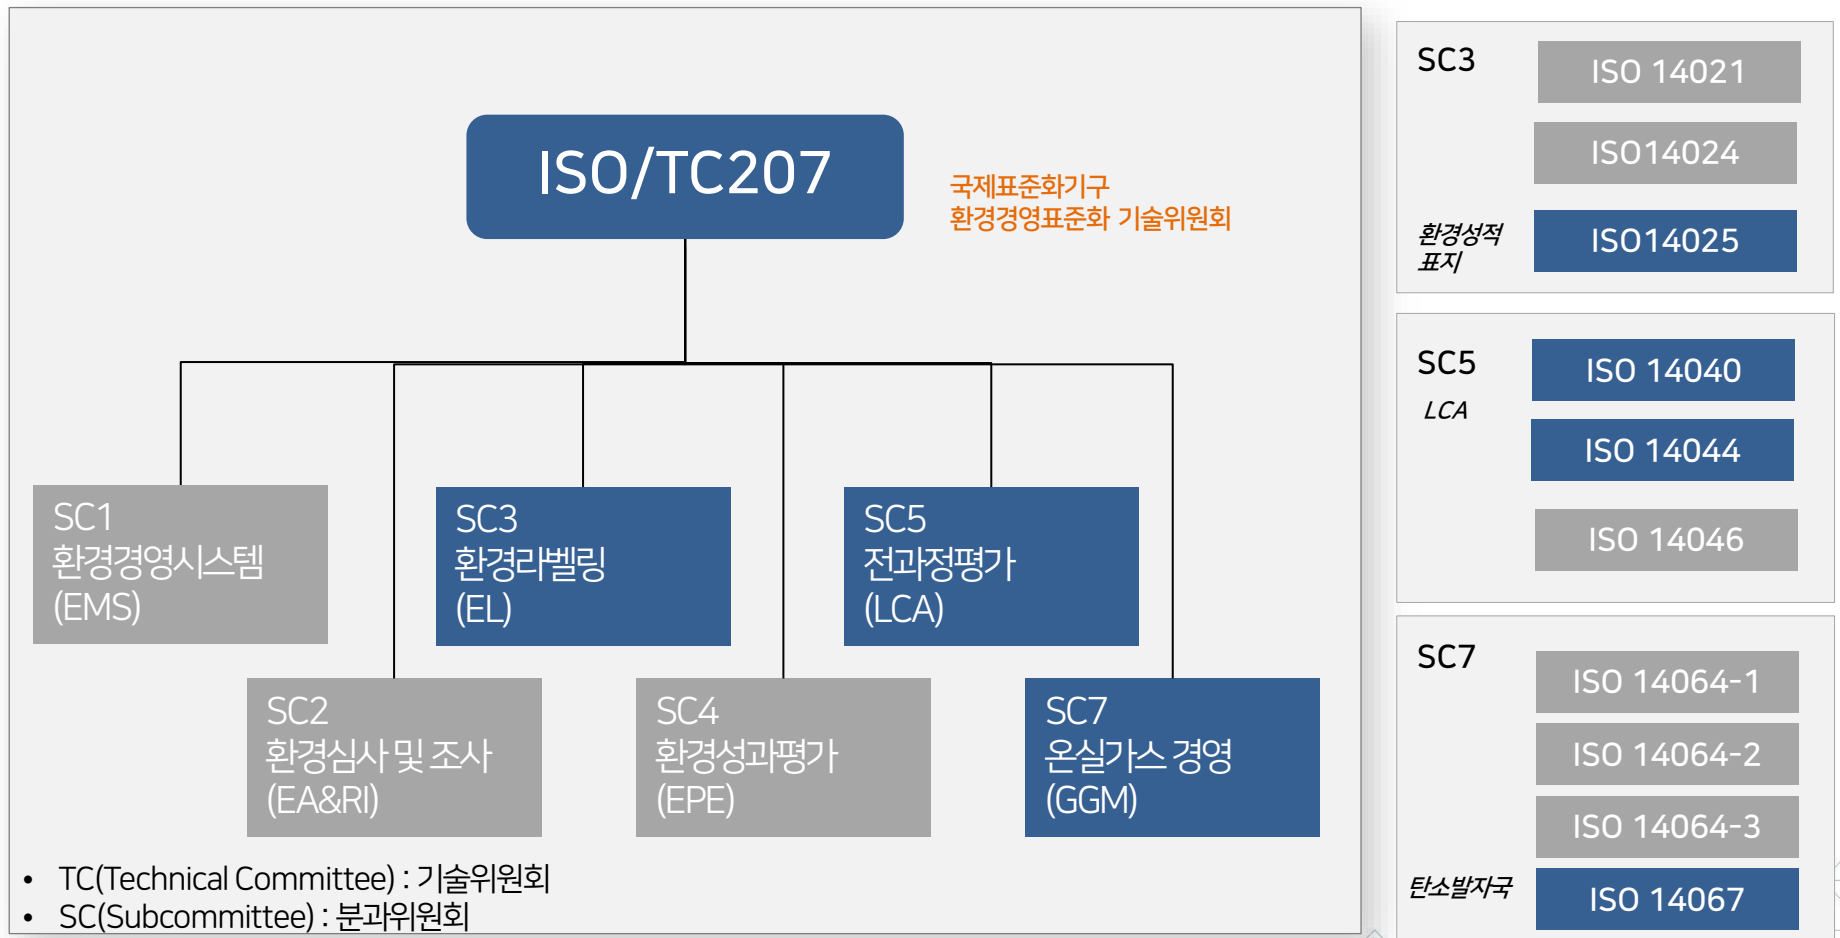 ISO/TC207
국제표준화기구
환경경영표준화 기술위원회
SC1
환경경영시스템
(EMS)
SC3
환경라벨링
(EL)
SC5
전과정평가
(LCA)
SC2
환경심사 및 조사
(EA&RI)
SC4
환경성과평가
(EPE)
SC7
온실가스 경영
(GGM)
• TC(Technical Committee) : 기술위원회
• SC(Subcommittee) : 분과위원회
SC3
ISO 14021
ISO14024
환경성적
표지
ISO14025
SC5
LCA
ISO 14040
ISO 14044
ISO 14046
SC7
ISO 14064-1
ISO 14064-2
ISO 14064-3
탄소발자국
ISO 14067